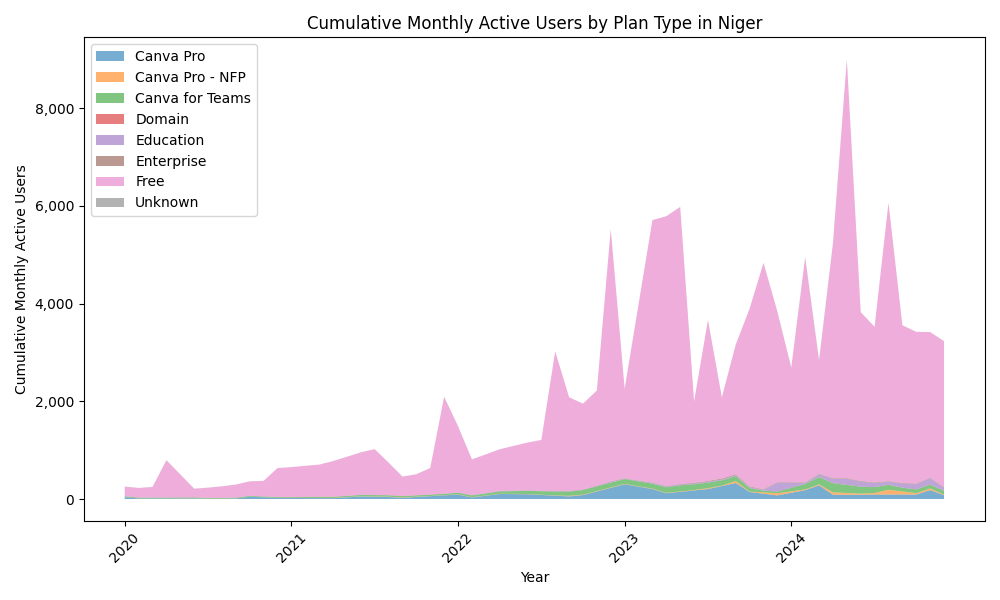 Cumulative Monthly Active Users by Plan Type in Niger
Canva Pro
Canva Pro - NFP
Canva for Teams
Domain
Education
Enterprise
Free
Unknown
Cumulative Monthly Active Users
8,000
6,000
4,000
2,000
0
2020
2021
2022
2023
2024
Year